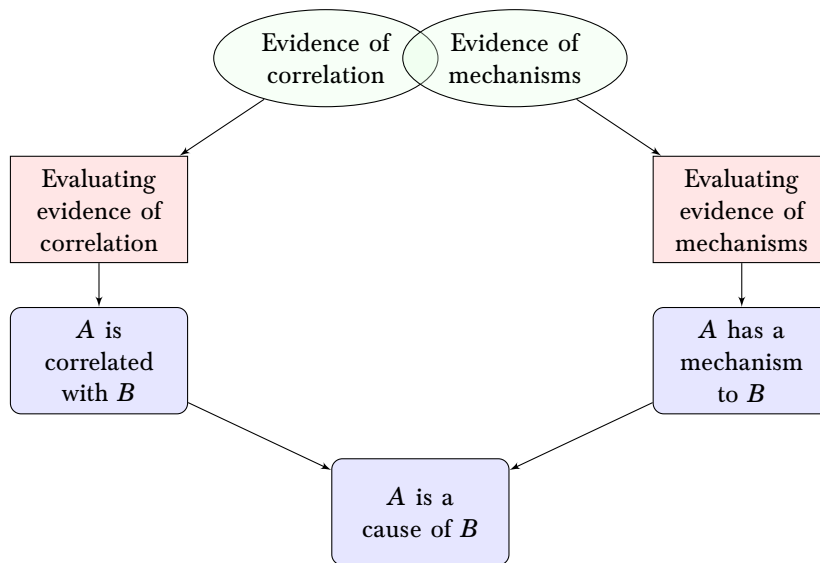 Evidence of
correlation
Evidence of
mechanisms
Evaluating
evidence of
correlation
Evaluating
evidence of
mechanisms
A is
correlated
with B
A has a
mechanism
to B
A is a
cause of B